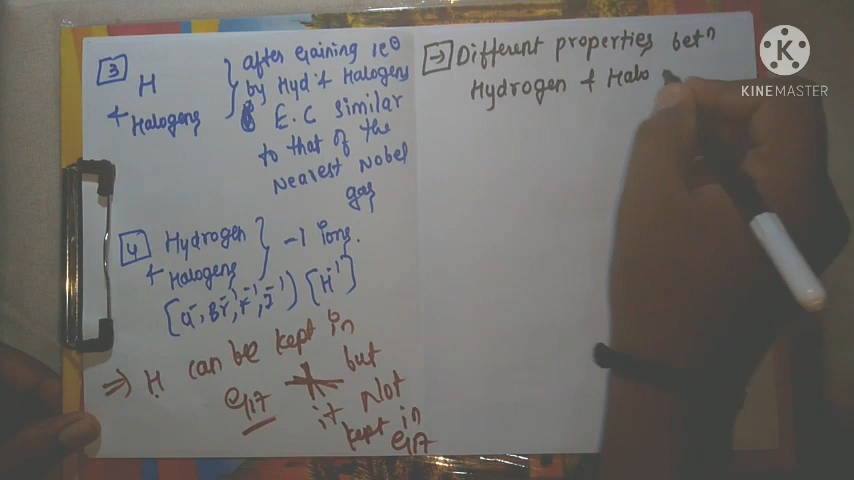 3
H
+ Halogens
after Gaining 1e⊖
by Hyd + Halogens
E.C similar
to that of the
Nearest Nobel
gas
4 Hydrogen
+ Halogens
-1 ions.
[Cl⁻, Br⁻¹, F⁻¹, I⁻¹) [H⁻¹]
⇒ H can be kept in
G17 but
it Not
kept in
G17
→ Different properties betⁿ
Hydrogen + Halo
KINEMASTER